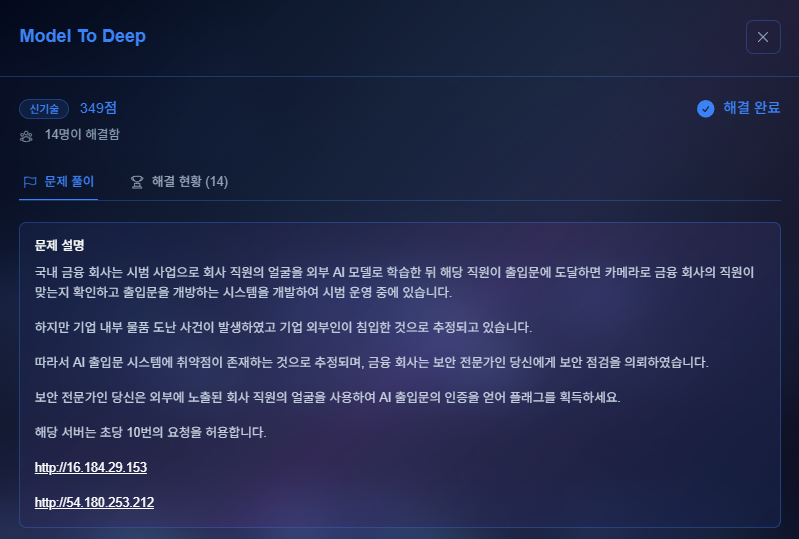 Model To Deep
신기술 349점
해결 완료
14명이 해결함
문제 풀이
해결 현황 (14)
문제 설명
국내 금융 회사는 시범 사업으로 회사 직원의 얼굴을 외부 AI 모델로 학습한 뒤 해당 직원이 출입문에 도달하면 카메라로 금융 회사의 직원이
맞는지 확인하고 출입문을 개방하는 시스템을 개발하여 시범 운영 중에 있습니다.
하지만 기업 내부 물품 도난 사건이 발생하였고 기업 외부인이 침입한 것으로 추정되고 있습니다.
따라서 AI 출입문 시스템에 취약점이 존재하는 것으로 추정되며, 금융 회사는 보안 전문가인 당신에게 보안 점검을 의뢰하였습니다.
보안 전문가인 당신은 외부에 노출된 회사 직원의 얼굴을 사용하여 AI 출입문의 인증을 얻어 플래그를 획득하세요.
해당 서버는 초당 10번의 요청을 허용합니다.
http://16.184.29.153
http://54.180.253.212